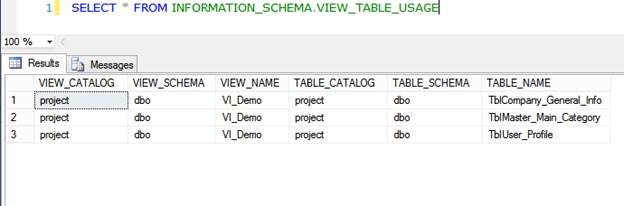 1 SELECT * FROM INFORMATION_SCHEMA.VIEW_TABLE_USAGE
100 %
Results Messages
VIEW_CATALOG VIEW_SCHEMA VIEW_NAME TABLE_CATALOG TABLE_SCHEMA TABLE_NAME
1 project dbo VI_Demo project dbo TblCompany_General_Info
2 project dbo VI_Demo project dbo TblMaster_Main_Category
3 project dbo VI_Demo project dbo TblUser_Profile